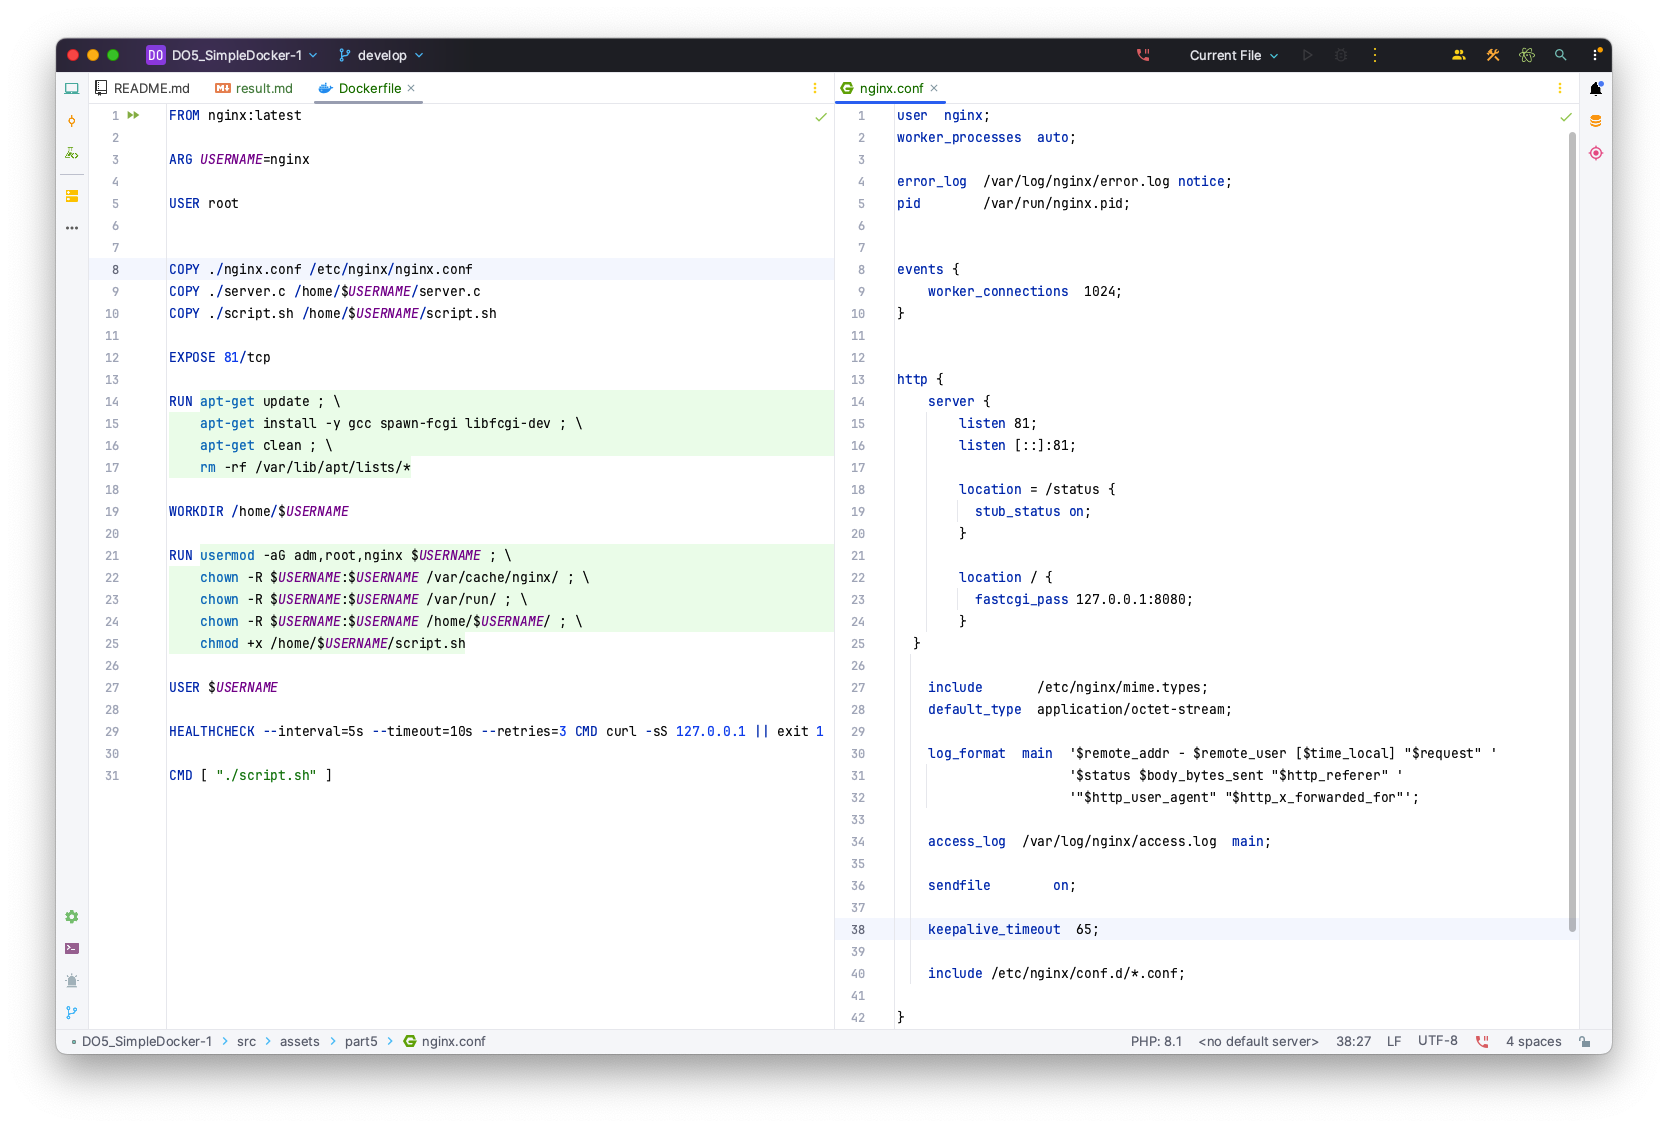 DO DO5_SimpleDocker-1 develop Current File
README.md result.md Dockerfile nginx.conf
1 FROM nginx:latest
2
3 ARG USERNAME=nginx
4
5 USER root
6
7
8 COPY ./nginx.conf /etc/nginx/nginx.conf
9 COPY ./server.c /home/$USERNAME/server.c
10 COPY ./script.sh /home/$USERNAME/script.sh
11
12 EXPOSE 81/tcp
13
14 RUN apt-get update ; \
15 apt-get install -y gcc spawn-fcgi libfcgi-dev ; \
16 apt-get clean ; \
17 rm -rf /var/lib/apt/lists/*
18
19 WORKDIR /home/$USERNAME
20
21 RUN usermod -aG adm,root,nginx $USERNAME ; \
22 chown -R $USERNAME:$USERNAME /var/cache/nginx/ ; \
23 chown -R $USERNAME:$USERNAME /var/run/ ; \
24 chown -R $USERNAME:$USERNAME /home/$USERNAME/ ; \
25 chmod +x /home/$USERNAME/script.sh
26
27 USER $USERNAME
28
29 HEALTHCHECK --interval=5s --timeout=10s --retries=3 CMD curl -sS 127.0.0.1 || exit 1
30
31 CMD [ "./script.sh" ]
1 user nginx;
2 worker_processes auto;
3
4 error_log /var/log/nginx/error.log notice;
5 pid /var/run/nginx.pid;
6
7
8 events {
9 worker_connections 1024;
10 }
11
12
13 http {
14 server {
15 listen 81;
16 listen [::]:81;
17
18 location = /status {
19 stub_status on;
20 }
21
22 location / {
23 fastcgi_pass 127.0.0.1:8080;
24 }
25 }
26
27 include /etc/nginx/mime.types;
28 default_type application/octet-stream;
29
30 log_format main '$remote_addr - $remote_user [$time_local] "$request" '
31 '$status $body_bytes_sent "$http_referer" '
32 '"$http_user_agent" "$http_x_forwarded_for"';
33
34 access_log /var/log/nginx/access.log main;
35
36 sendfile on;
37
38 keepalive_timeout 65;
39
40 include /etc/nginx/conf.d/*.conf;
41
42 }
DO5_SimpleDocker-1 > src > assets > part5 > nginx.conf PHP: 8.1 <no default server> 38:27 LF UTF-8 4 spaces